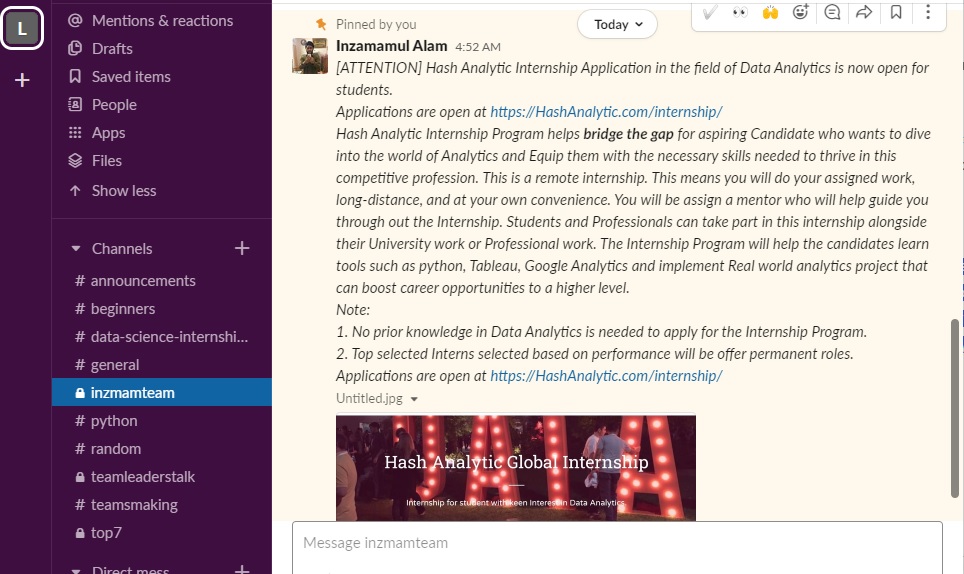 L
Mentions & reactions
Drafts
Saved items
People
Apps
Files
Show less
Channels
# announcements
# beginners
# data-science-internshi...
# general
inzmamteam
# python
# random
teamleaderstalk
# teamsmaking
top7
Direct mess
Pinned by you
Today
Inzamamul Alam 4:52 AM
[ATTENTION] Hash Analytic Internship Application in the field of Data Analytics is now open for
students.
Applications are open at https://HashAnalytic.com/internship/
Hash Analytic Internship Program helps bridge the gap for aspiring Candidate who wants to dive
into the world of Analytics and Equip them with the necessary skills needed to thrive in this
competitive profession. This is a remote internship. This means you will do your assigned work,
long-distance, and at your own convenience. You will be assign a mentor who will help guide you
through out the Internship. Students and Professionals can take part in this internship alongside
their University work or Professional work. The Internship Program will help the candidates learn
tools such as python, Tableau, Google Analytics and implement Real world analytics project that
can boost career opportunities to a higher level.
Note:
1. No prior knowledge in Data Analytics is needed to apply for the Internship Program.
2. Top selected Interns selected based on performance will be offer permanent roles.
Applications are open at https://HashAnalytic.com/internship/
Untitled.jpg
DATA
Hash Analytic Global Internship
Internship for student with keen Interest in Data Analytics
Message inzmamteam